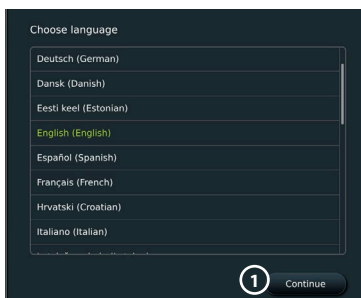 Choose language
Deutsch (German)
Dansk (Danish)
Eesti keel (Estonian)
English (English)
Español (Spanish)
Français (French)
Hrvatski (Croatian)
Italiano (Italian)
1 Continue